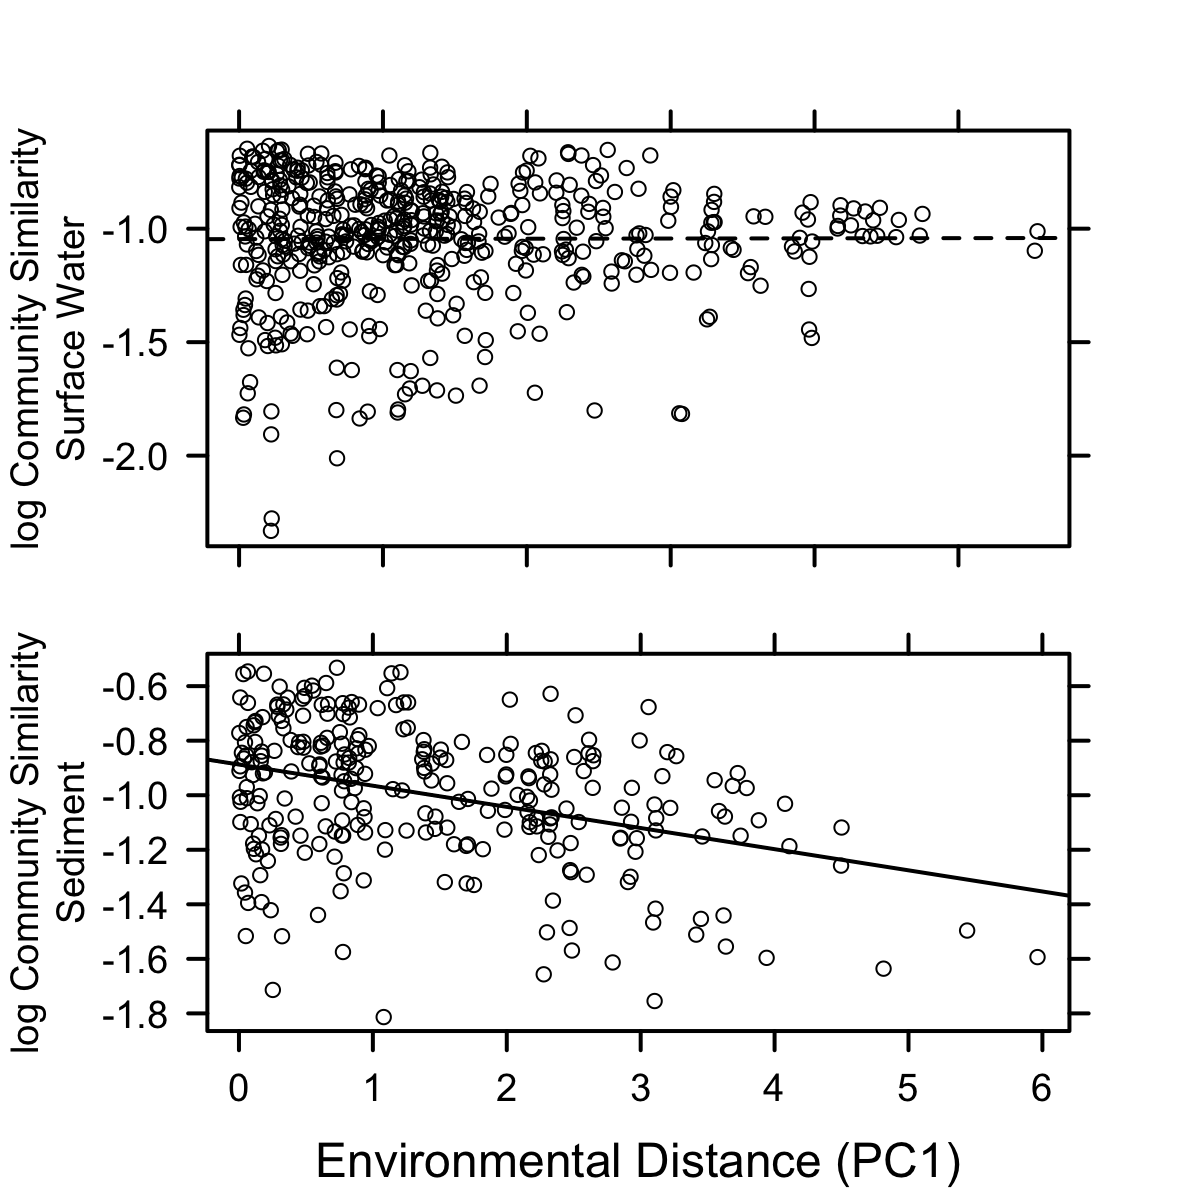 log Community Similarity
Surface Water
-1.0
-1.5
-2.0
log Community Similarity
Sediment
-0.6
-0.8
-1.0
-1.2
-1.4
-1.6
-1.8
0 1 2 3 4 5 6
Environmental Distance (PC1)